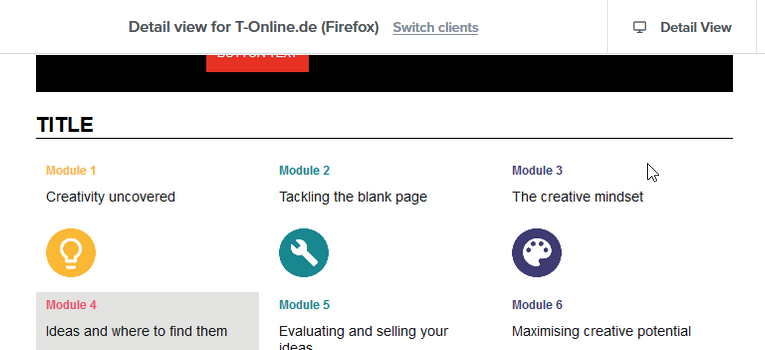 Detail view for T-Online.de (Firefox) Switch clients Detail View
BUTTON TEXT
TITLE
Module 1 Module 2 Module 3
Creativity uncovered Tackling the blank page The creative mindset
Module 4 Module 5 Module 6
Ideas and where to find them Evaluating and selling your Maximising creative potential
ideas